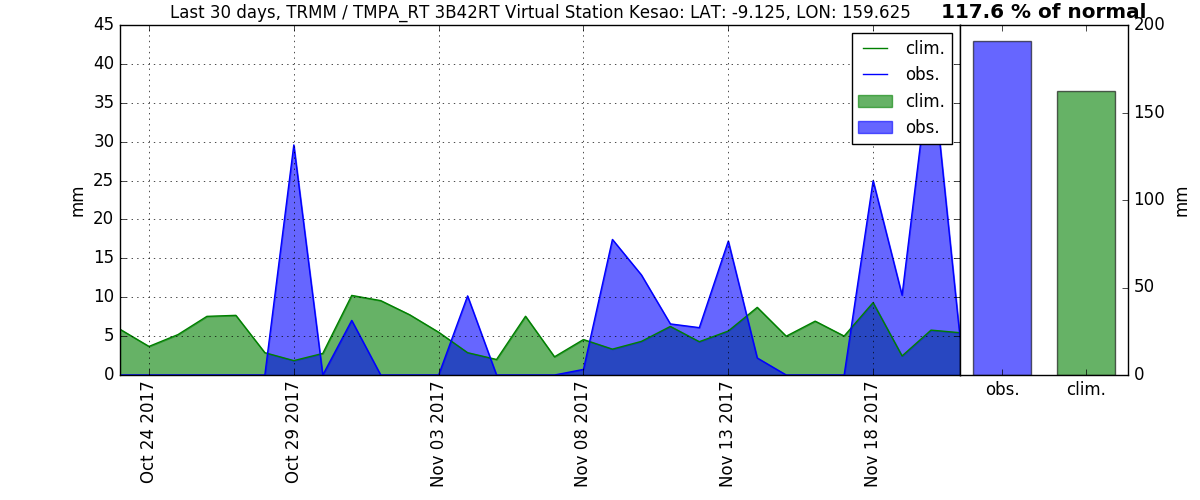 Last 30 days, TRMM / TMPA_RT 3B42RT Virtual Station Kesao: LAT: -9.125, LON: 159.625
117.6 % of normal
45
40
35
30
25
20
15
10
5
0
mm
clim.
obs.
clim.
obs.
Oct 24 2017
Oct 29 2017
Nov 03 2017
Nov 08 2017
Nov 13 2017
Nov 18 2017
200
150
100
50
0
mm
obs.
clim.